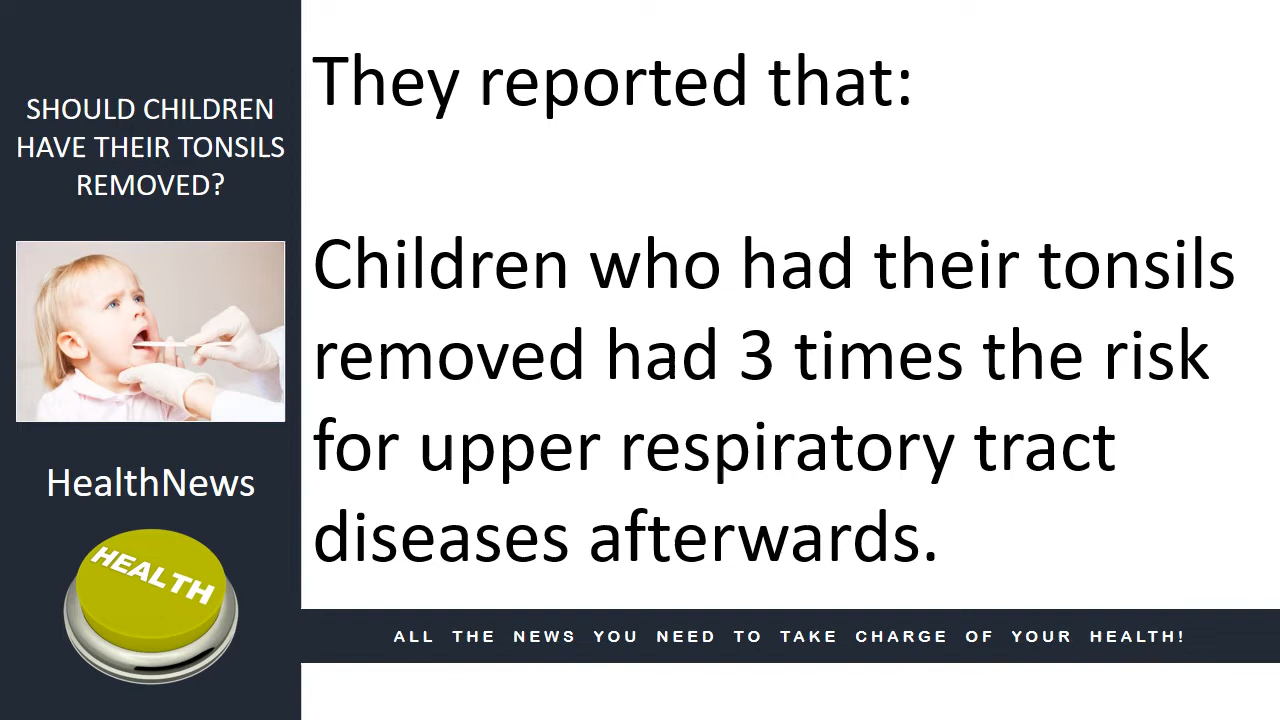 SHOULD CHILDREN
HAVE THEIR TONSILS
REMOVED?
HealthNews
HEALTH
They reported that:
Children who had their tonsils
removed had 3 times the risk
for upper respiratory tract
diseases afterwards.
ALL THE NEWS YOU NEED TO TAKE CHARGE OF YOUR HEALTH!